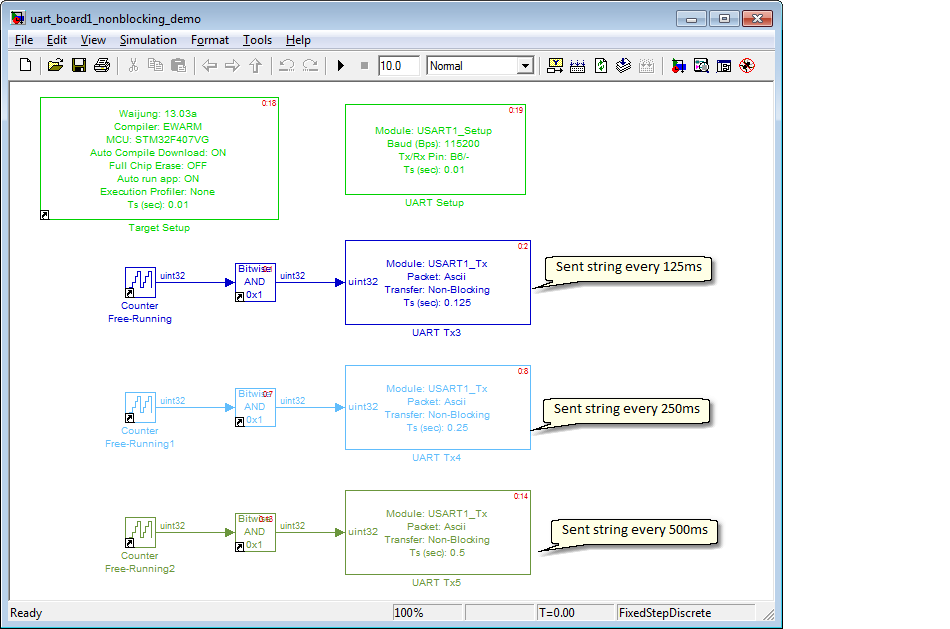 uart_board1_nonblocking_demo
File Edit View Simulation Format Tools Help
10.0 Normal
0:18
Waijung: 13.03a
Compiler: EWARM
MCU: STM32F407VG
Auto Compile Download: ON
Full Chip Erase: OFF
Auto run app: ON
Execution Profiler: None
Ts (sec): 0.01
Target Setup
0:19
Module: USART1_Setup
Baud (Bps): 115200
Tx/Rx Pin: B6/-
Ts (sec): 0.01
UART Setup
Counter
Free-Running
uint32
Bitwise
AND
0x1
uint32
uint32
0:2
Module: USART1_Tx
Packet: Ascii
Transfer: Non-Blocking
Ts (sec): 0.125
UART Tx3
Sent string every 125ms
Counter
Free-Running1
uint32
Bitwise
0:7
AND
0x1
uint32
uint32
0:8
Module: USART1_Tx
Packet: Ascii
Transfer: Non-Blocking
Ts (sec): 0.25
UART Tx4
Sent string every 250ms
Counter
Free-Running2
uint32
Bitwise
0:13
AND
0x1
uint32
uint32
0:14
Module: USART1_Tx
Packet: Ascii
Transfer: Non-Blocking
Ts (sec): 0.5
UART Tx5
Sent string every 500ms
Ready 100% T=0.00 FixedStepDiscrete